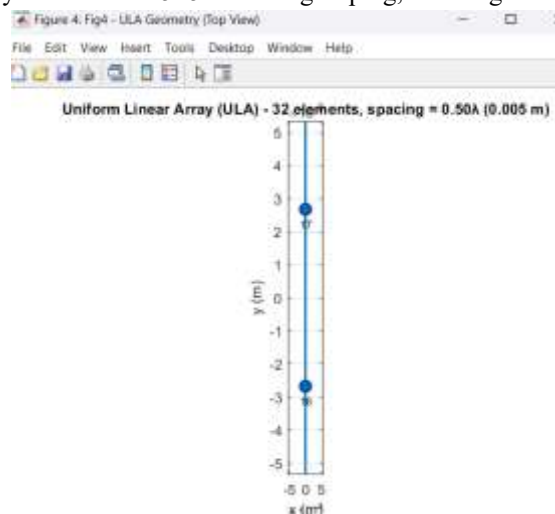 Figure 4. Fig4 - ULA Geometry (Top View)
File Edit View Insert Tools Desktop Window Help
Uniform Linear Array (ULA) - 32 elements, spacing = 0.50λ (0.005 m)
5
4
3
17
2
1
y (m)
0
-1
-2
-3
16
-4
-5
-5 0 5
x (m)